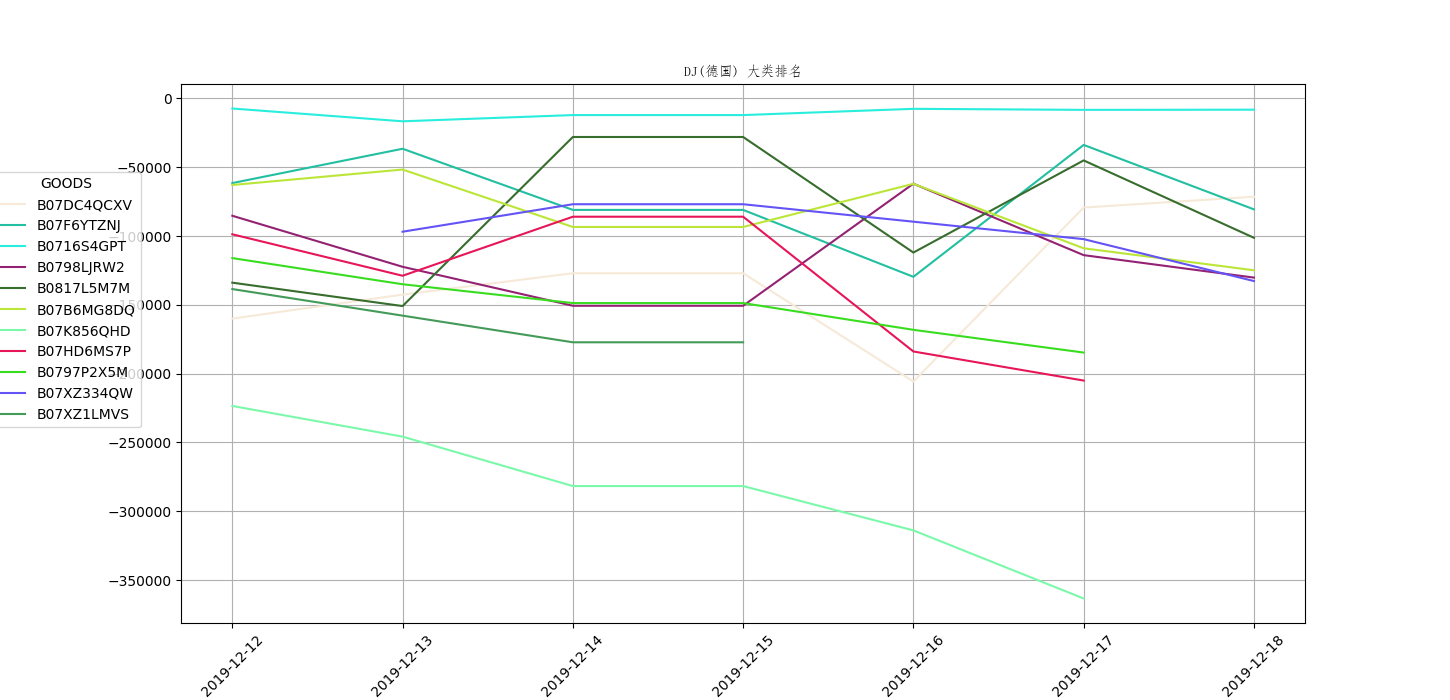 DJ(德国) 大类排名
0
−50000
−100000
−150000
−200000
−250000
−300000
−350000
GOODS
B07DC4QCXV
B07F6YTZNJ
B0716S4GPT
B0798LJRW2
B0817L5M7M
B07B6MG8DQ
B07K856QHD
B07HD6MS7P
B0797P2X5M
B07XZ334QW
B07XZ1LMVS
2019-12-12
2019-12-13
2019-12-14
2019-12-15
2019-12-16
2019-12-17
2019-12-18